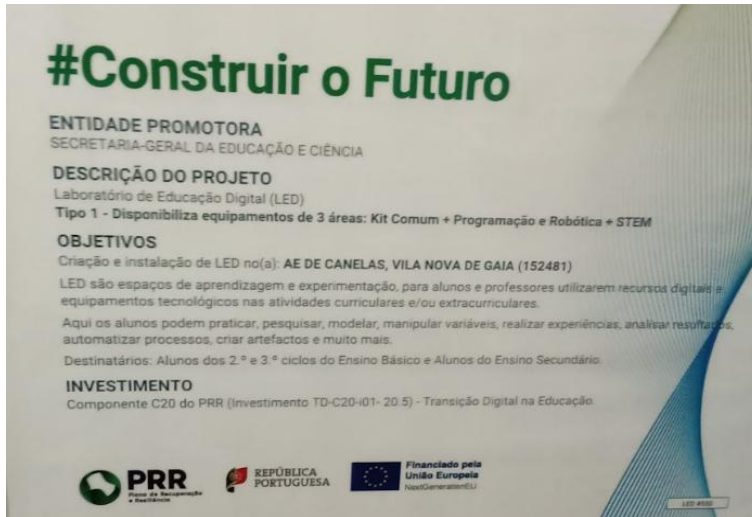 #Construir o Futuro
ENTIDADE PROMOTORA
SECRETARIA-GERAL DA EDUCAÇÃO E CIÊNCIA
DESCRIÇÃO DO PROJETO
Laboratório de Educação Digital (LED)
Tipo 1 - Disponibiliza equipamentos de 3 áreas: Kit Comum + Programação e Robótica + STEM
OBJETIVOS
Criação e instalação de LED no(a): AE DE CANELAS, VILA NOVA DE GAIA (152481)
LED são espaços de aprendizagem e experimentação, para alunos e professores utilizarem recursos digitais e
equipamentos tecnológicos nas atividades curriculares e/ou extracurriculares.
Aqui os alunos podem praticar, pesquisar, modelar, manipular variáveis, realizar experiências, analisar resultados,
automatizar processos, criar artefactos e muito mais.
Destinatários: Alunos dos 2.º e 3.º ciclos do Ensino Básico e Alunos do Ensino Secundário.
INVESTIMENTO
Componente C20 do PRR (Investimento TD-C20-i01- 20.5) - Transição Digital na Educação.
PRR
Plano de Recuperação
e Resiliência
REPÚBLICA
PORTUGUESA
Financiado pela
União Europeia
NextGenerationEU